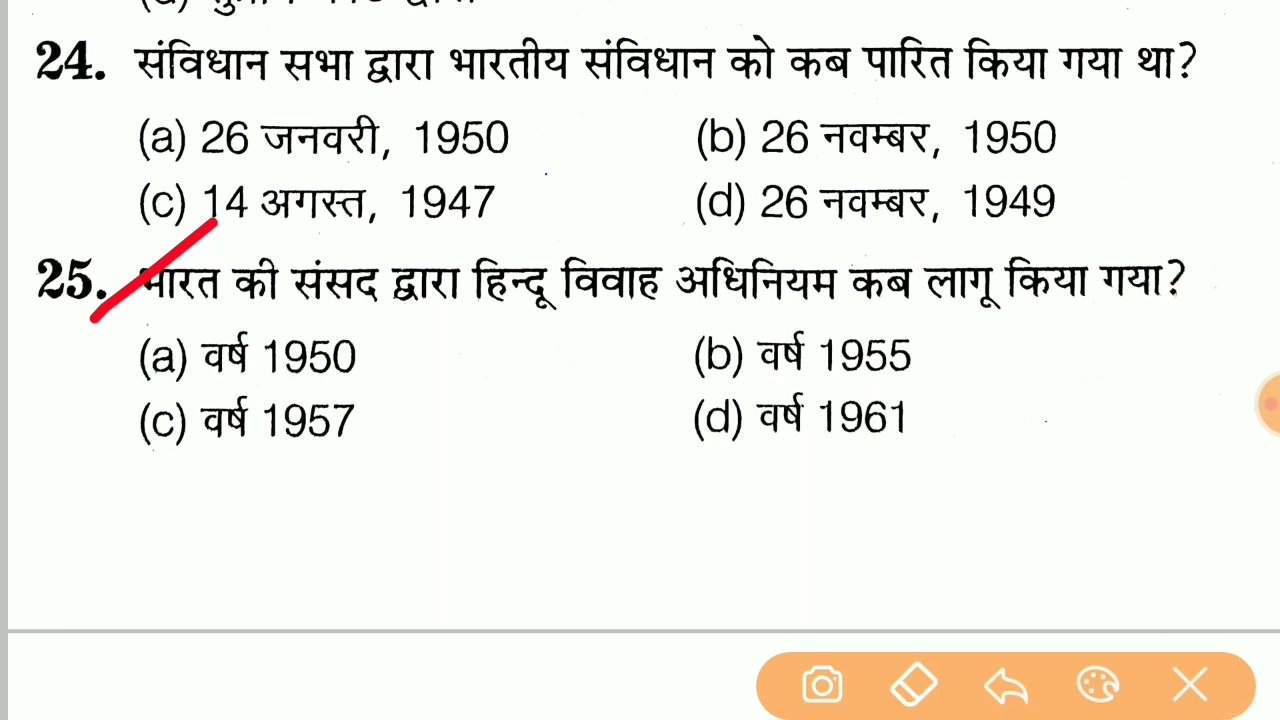 24. संविधान सभा द्वारा भारतीय संविधान को कब पारित किया गया था?
(a) 26 जनवरी, 1950 (b) 26 नवम्बर, 1950
(c) 14 अगस्त, 1947 (d) 26 नवम्बर, 1949
25. भारत की संसद द्वारा हिन्दू विवाह अधिनियम कब लागू किया गया?
(a) वर्ष 1950 (b) वर्ष 1955
(c) वर्ष 1957 (d) वर्ष 1961